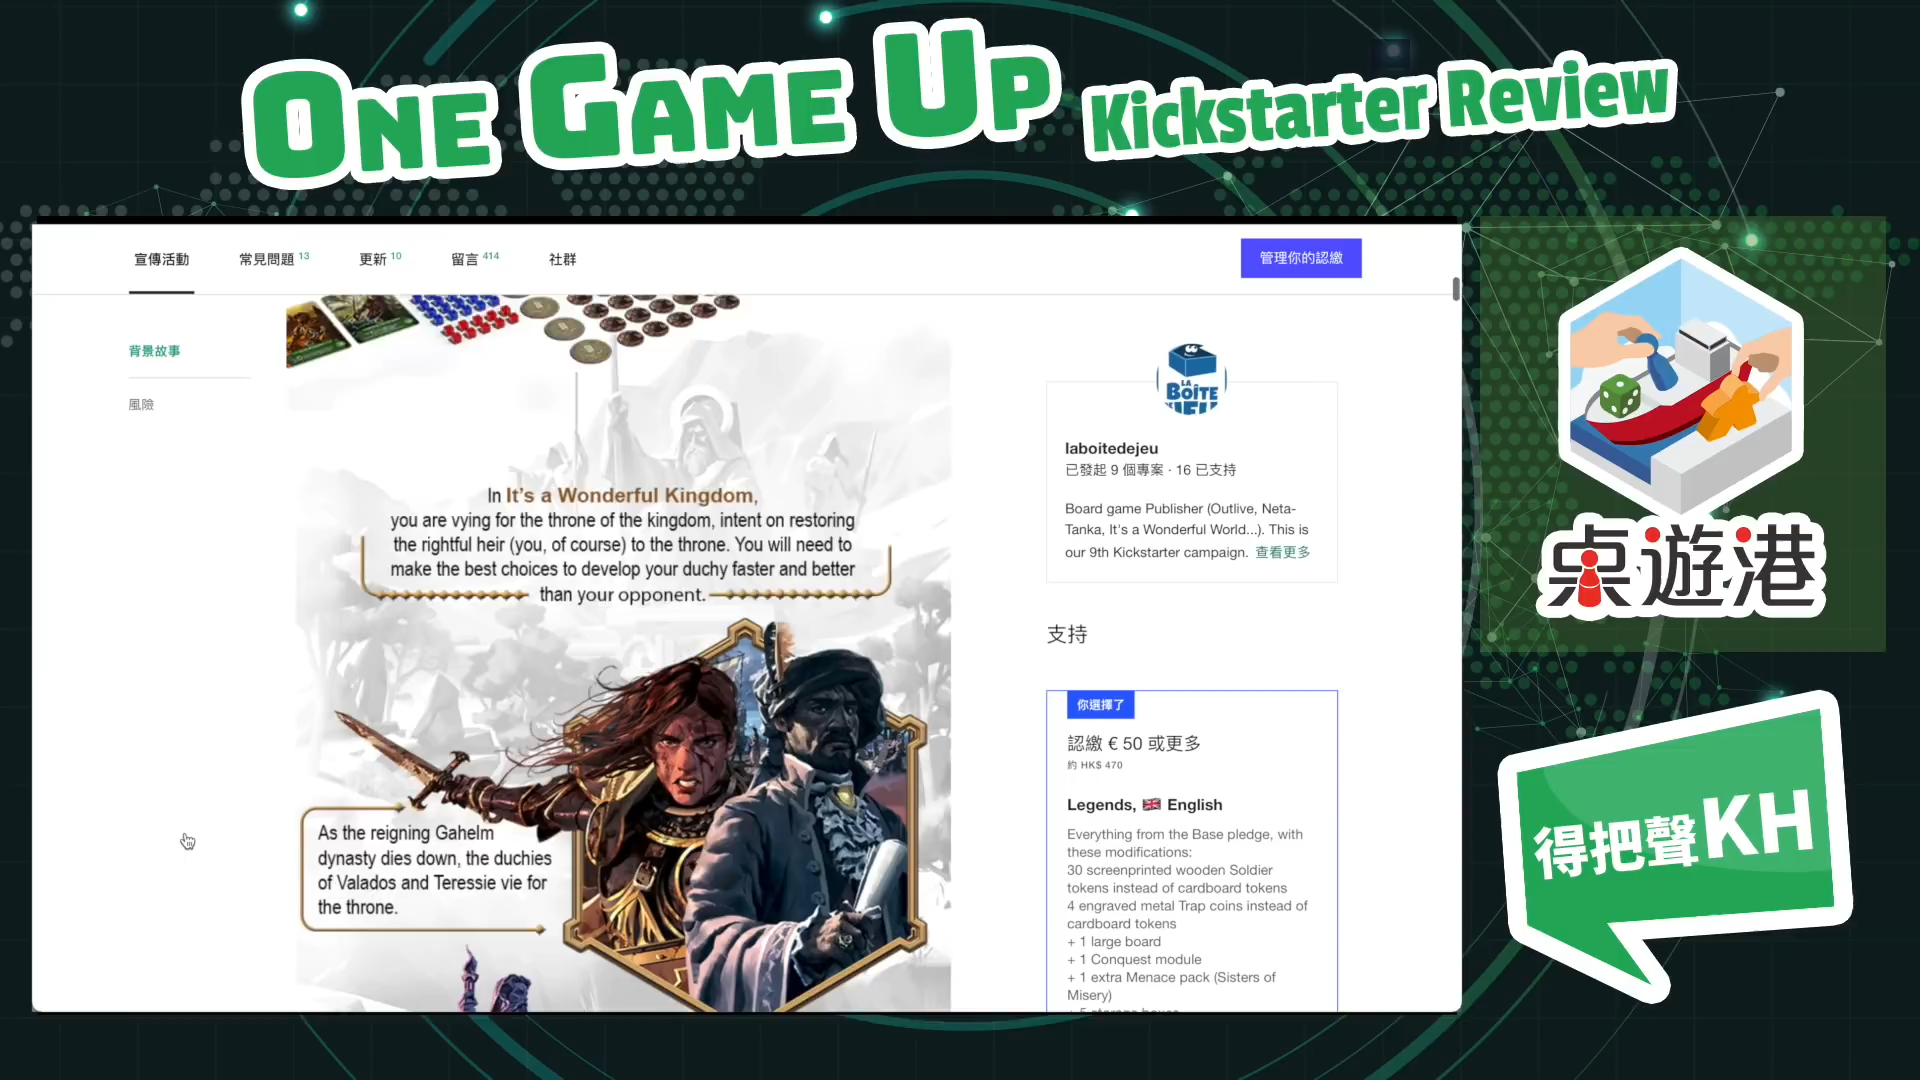 ONE GAME UP Kickstarter Review
宣傳活動
常見問題 13
更新 10
留言 414
社群
管理你的認繳
背景故事
風險
In It's a Wonderful Kingdom,
you are vying for the throne of the kingdom, intent on restoring
the rightful heir (you, of course) to the throne. You will need to
make the best choices to develop your duchy faster and better
than your opponent.
As the reigning Gahelm
dynasty dies down, the duchies
of Valados and Teressie vie for
the throne.
LA
BOÎTE
laboitedejeu
已發起 9 個專案 · 16 已支持
Board game Publisher (Outlive, Neta-
Tanka, It's a Wonderful World...). This is
our 9th Kickstarter campaign. 查看更多
支持
你選擇了
認繳 € 50 或更多
約 HK$ 470
Legends, 🇬🇧 English
Everything from the Base pledge, with
these modifications:
30 screenprinted wooden Soldier
tokens instead of cardboard tokens
4 engraved metal Trap coins instead of
cardboard tokens
+ 1 large board
+ 1 Conquest module
+ 1 extra Menace pack (Sisters of
Misery)
桌遊港
得把聲KH